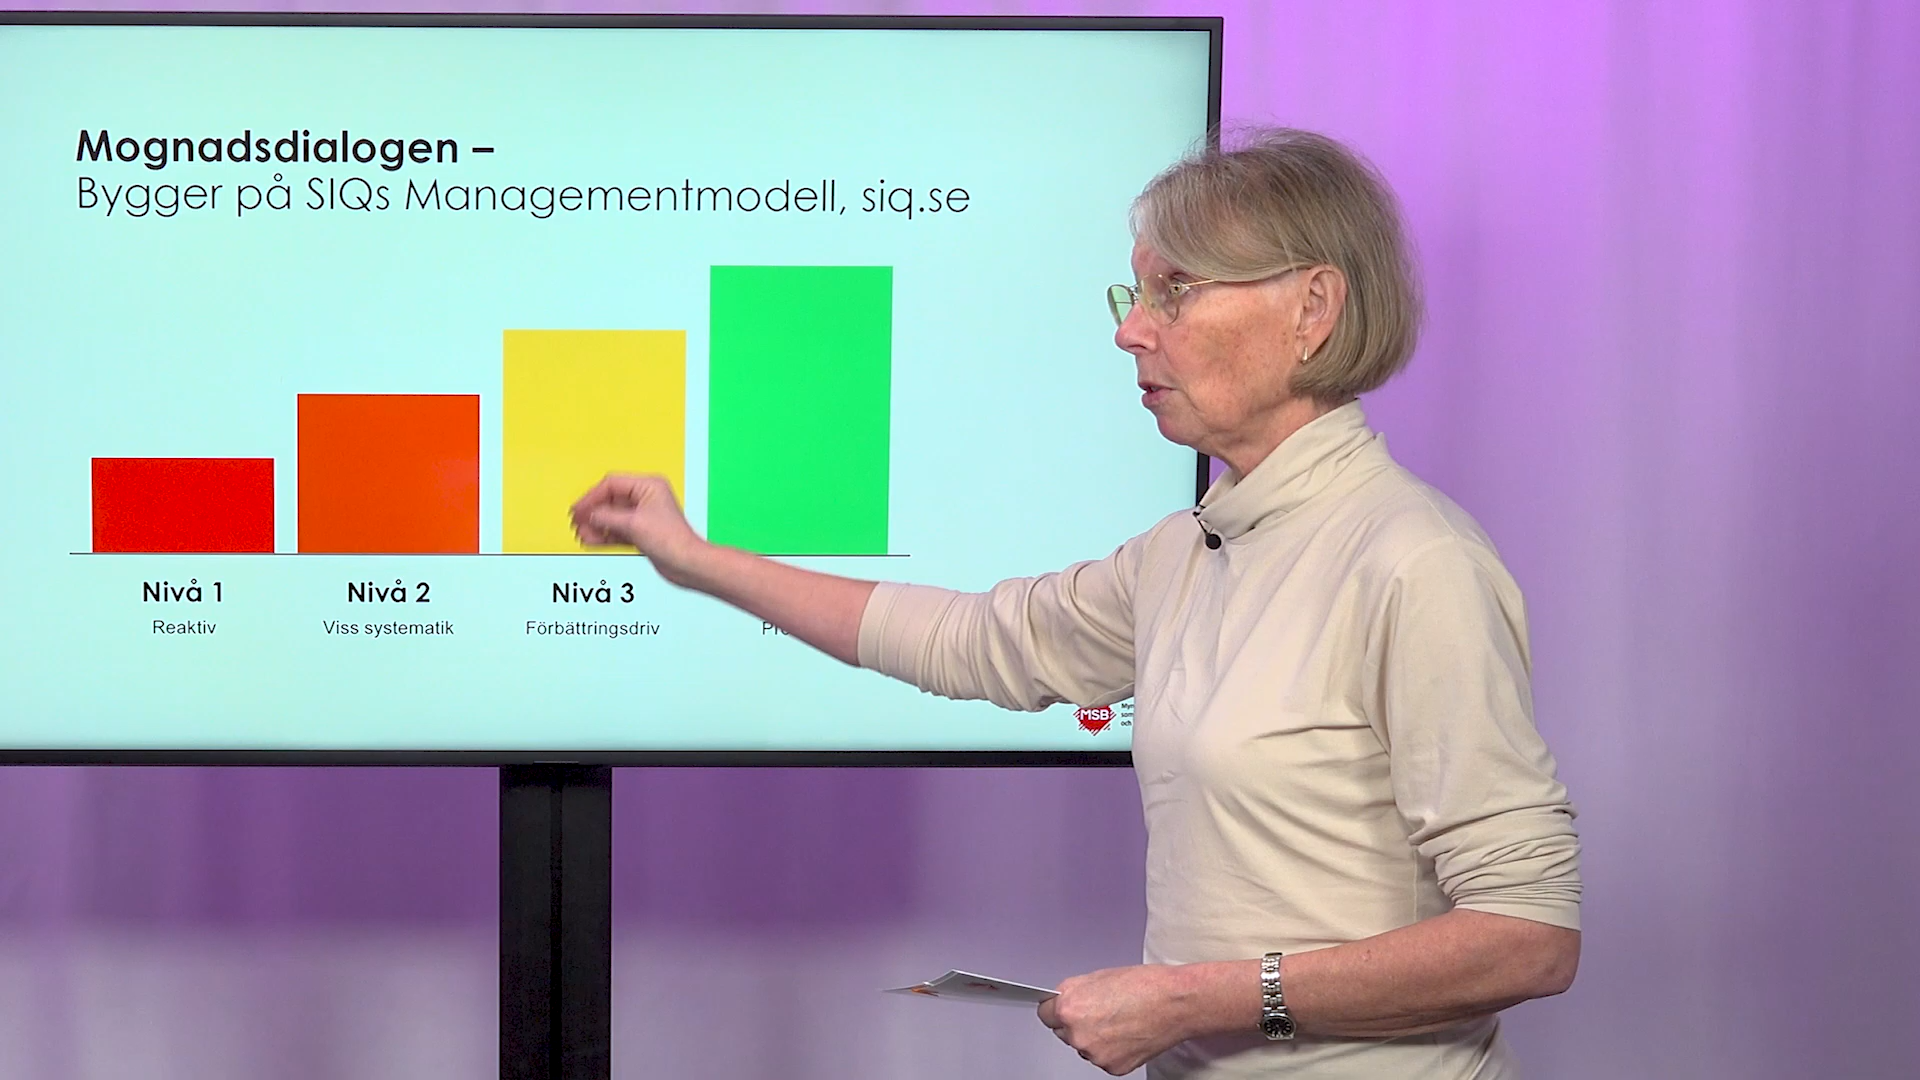 Mognadsdialogen –
Bygger på SIQs Managementmodell, siq.se
Nivå 1
Nivå 2
Nivå 3
Reaktiv
Viss systematik
Förbättringsdriv
MSB